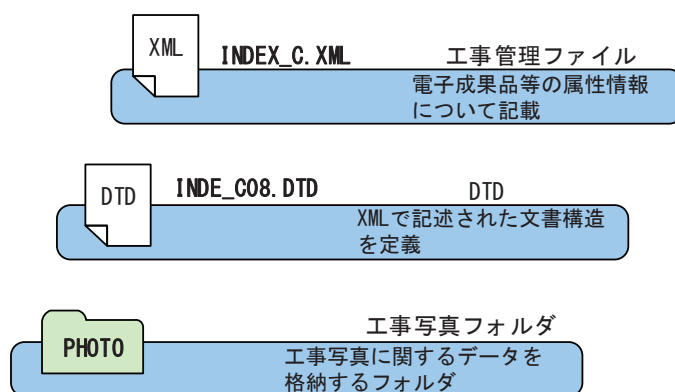 XML
INDEX_C.XML 工事管理ファイル
電子成果品等の属性情報
について記載
DTD
INDE_C08.DTD DTD
XMLで記述された文書構造
を定義
PHOTO
工事写真フォルダ
工事写真に関するデータを
格納するフォルダ